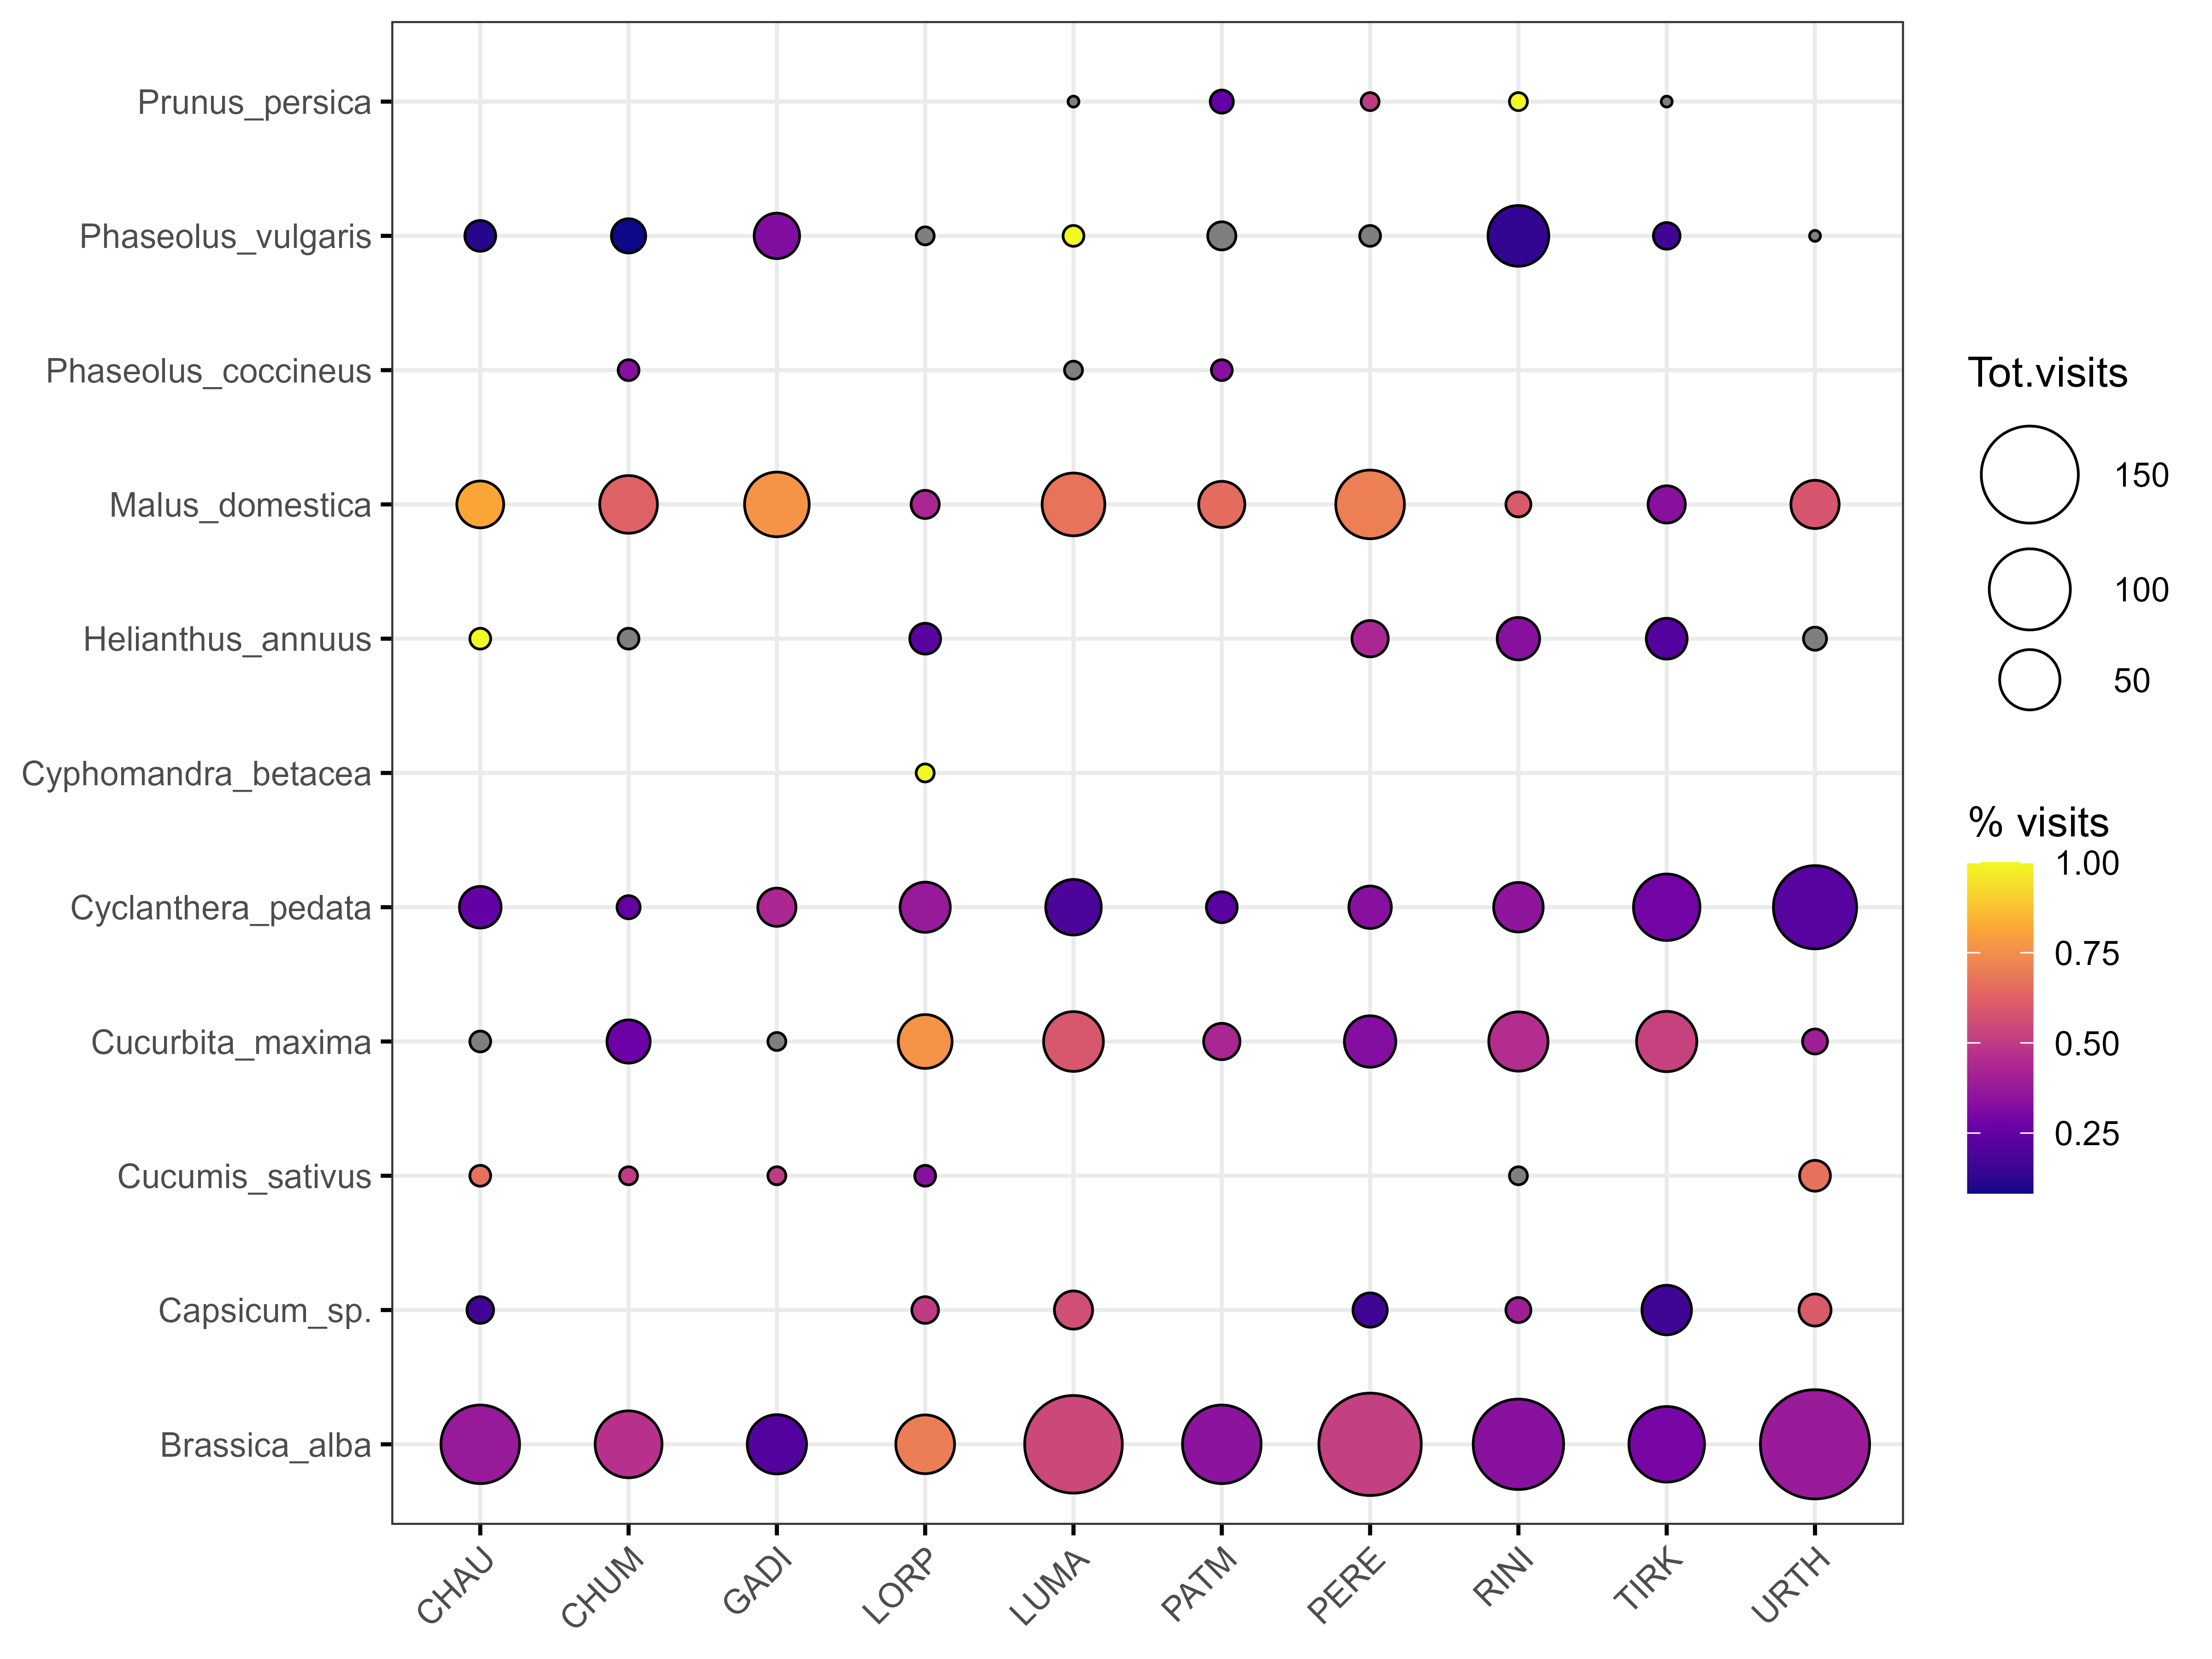 Prunus_persica
Phaseolus_vulgaris
Phaseolus_coccineus
Malus_domestica
Helianthus_annuus
Cyphomandra_betacea
Cyclanthera_pedata
Cucurbita_maxima
Cucumis_sativus
Capsicum_sp.
Brassica_alba
CHAU
CHUM
GADI
LORP
LUMA
PATM
PERE
RINI
TIRK
URTH
Tot.visits
150
100
50
% visits
1.00
0.75
0.50
0.25